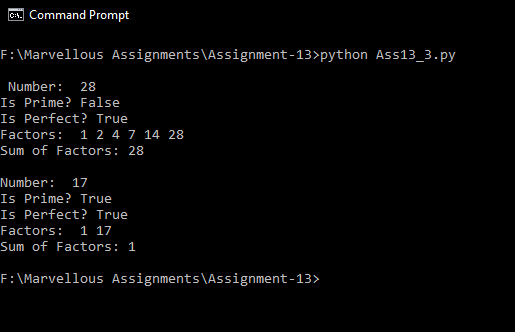 Command Prompt
F:\Marvellous Assignments\Assignment-13>python Ass13_3.py
Number:  28
Is Prime? False
Is Perfect? True
Factors:  1 2 4 7 14 28
Sum of Factors: 28
Number:  17
Is Prime? True
Is Perfect? True
Factors:  1 17
Sum of Factors: 1
F:\Marvellous Assignments\Assignment-13>